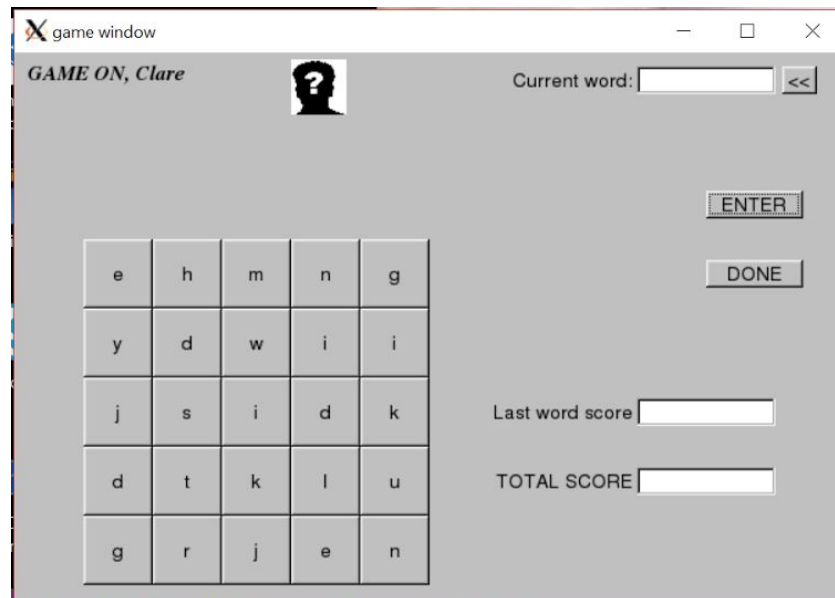 game window
GAME ON, Clare
?
Current word: <<
ENTER
DONE
e h m n g
y d w i i
j s i d k
d t k l u
g r j e n
Last word score
TOTAL SCORE